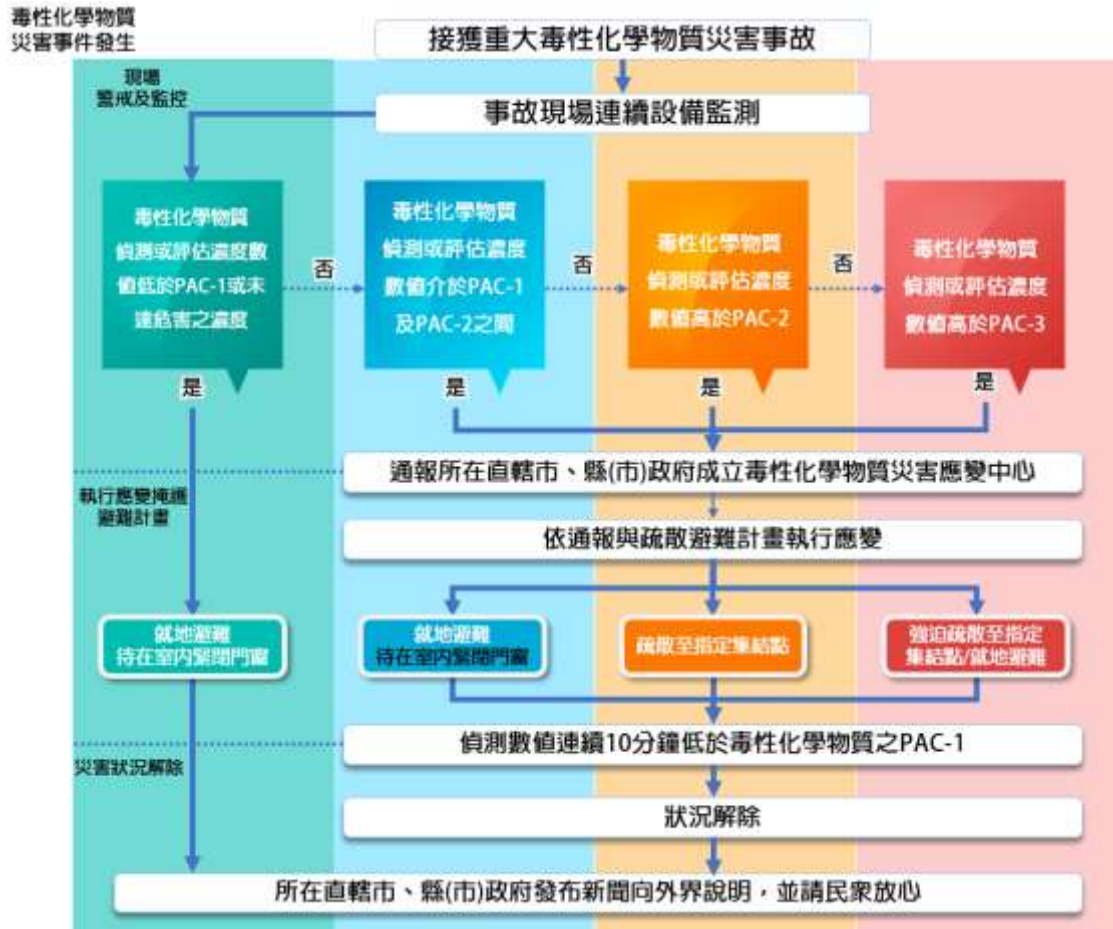 毒性化學物質
災害事件發生
接獲重大毒性化學物質災害事故
現場
警戒及監控
事故現場連續設備監測
毒性化學物質
偵測或評估濃度數
值低於PAC-1或未
達危害之濃度
否
毒性化學物質
偵測或評估濃度
數值介於PAC-1
及PAC-2之間
否
毒性化學物質
偵測或評估濃度
數值高於PAC-2
否
毒性化學物質
偵測或評估濃度
數值高於PAC-3
是
是
是
是
通報所在直轄市、縣(市)政府成立毒性化學物質災害應變中心
執行應變掩護
避難計畫
依通報與疏散避難計畫執行應變
就地避難
待在室內緊閉門窗
就地避難
待在室內緊閉門窗
疏散至指定集結點
強迫疏散至指定
集結點/就地避難
偵測數值連續10分鐘低於毒性化學物質之PAC-1
災害狀況解除
狀況解除
所在直轄市、縣(市)政府發布新聞向外界說明，並請民眾放心